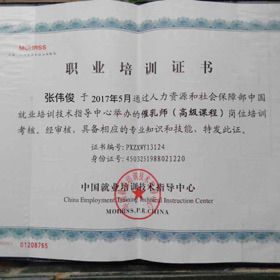 MOHRSS
职业培训证书
张伟俊 于 2017年5月通过人力资源和社会保障部中国
就业培训技术指导中心举办的催乳师（高级课程）岗位培训
考核。经审核，具备相应的专业知识和技能，特发此证。
证书编号：PXZXWY13124
身份证号：4503251988021220
中国就业培训技术指导中心
China Employment Training Technical Instruction Center
MOHRSS.P.R.CHINA
01208765